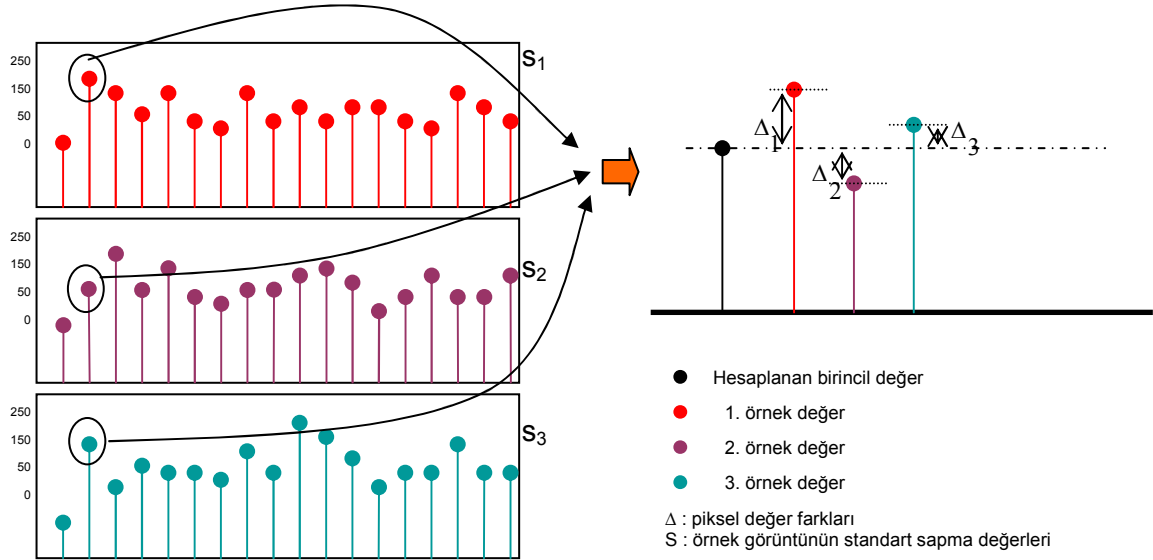 250
150
50
0
S1
250
150
50
0
S2
250
150
50
0
S3
Δ1
Δ2
Δ3
Hesaplanan birincil değer
1. örnek değer
2. örnek değer
3. örnek değer
Δ : piksel değer farkları
S : örnek görüntünün standart sapma değerleri